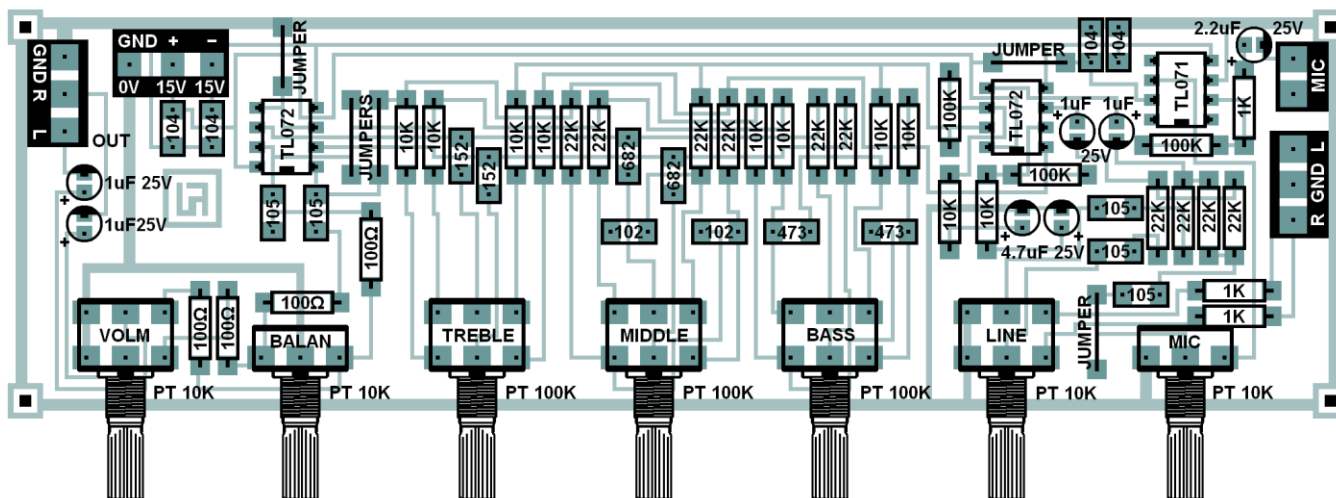 GND R
L
OUT
GND + −
0V 15V 15V
104
104
JUMPER
TL072
JUMPERS
10K
10K
652
152
10K
10K
22K
22K
682
682
22K
22K
10K
10K
22K
22K
10K
10K
100K
JUMPER
TL072
104
104
1uF
1uF
25V
TL071
2.2uF
25V
+
1K
MIC
100K
100K
R GND L
+
1uF 25V
+
1uF25V
105
105
100Ω
102
102
473
473
10K
10K
+
+
4.7uF 25V
105
105
22K
22K
22K
22K
105
1K
1K
JUMPER
100Ω
100Ω
100Ω
VOLM
BALAN
TREBLE
MIDDLE
BASS
LINE
MIC
PT 10K
PT 10K
PT 100K
PT 100K
PT 100K
PT 10K
PT 10K